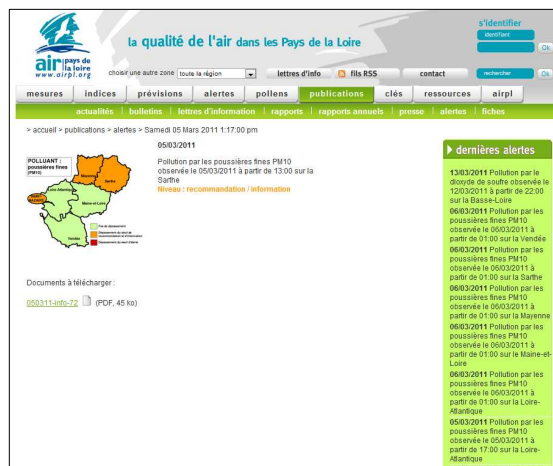 s'identifier
identifiant
Ok
la qualité de l'air dans les Pays de la Loire
air pays de la loire
www.airpl.org
choisir une autre zone toute la région
lettres d'info
fils RSS
contact
rechercher
Ok
mesures indices prévisions alertes pollens publications clés ressources airpl
actualités | bulletins | lettres d'information | rapports | rapports annuels | presse | alertes | fiches
> accueil > publications > alertes > Samedi 05 Mars 2011 1:17:00 pm
05/03/2011
POLLUANT :
poussières fines
(PM10)
Mayenne
Sarthe
Loire-Atlantique
Maine-et-Loire
Vendée
Pollution par les poussières fines PM10
observée le 05/03/2011 à partir de 13:00 sur la
Sarthe
Niveau : recommandation / information
Documents à télécharger :
050311-info-72 (PDF, 45 ko)
dernières alertes
13/03/2011 Pollution par le
dioxyde de soufre observée le
12/03/2011 à partir de 22:00
sur la Basse-Loire
06/03/2011 Pollution par les
poussières fines PM10
observée le 06/03/2011 à
partir de 01:00 sur la Vendée
06/03/2011 Pollution par les
poussières fines PM10
observée le 06/03/2011 à
partir de 01:00 sur la Sarthe
06/03/2011 Pollution par les
poussières fines PM10
observée le 06/03/2011 à
partir de 01:00 sur la Mayenne
06/03/2011 Pollution par les
poussières fines PM10
observée le 06/03/2011 à
partir de 01:00 sur le Maine-et-
Loire
06/03/2011 Pollution par les
poussières fines PM10
observée le 06/03/2011 à
partir de 01:00 sur la Loire-
Atlantique
05/03/2011 Pollution par les
poussières fines PM10
observée le 05/03/2011 à
partir de 17:00 sur la Loire-
Atlantique